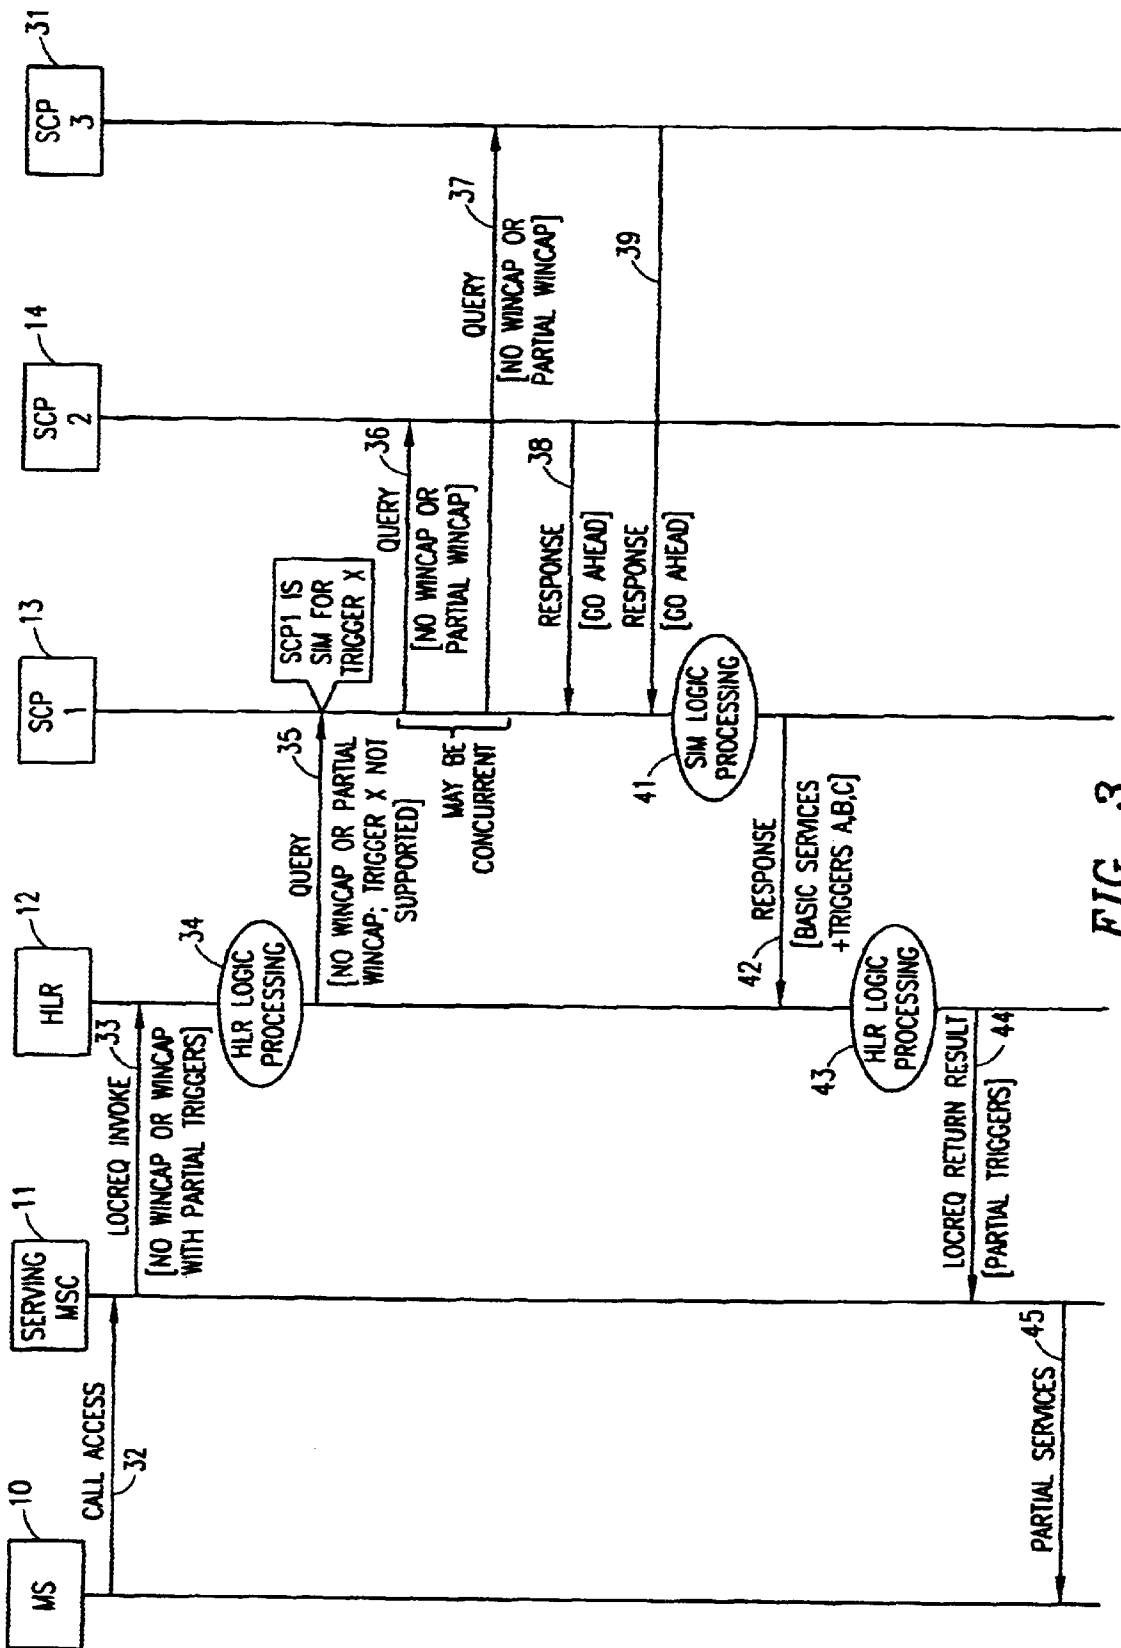 MS
10
SERVING
MSC
11
HLR
12
SCP
1
13
SCP
2
14
SCP
3
31
CALL ACCESS
32
LOCREQ INVOKE
33
[NO WINCAP OR WINCAP
WITH PARTIAL TRIGGERS]
HLR LOGIC
PROCESSING
34
QUERY
35
[NO WINCAP OR PARTIAL
WINCAP; TRIGGER X NOT
SUPPORTED]
SCP1 IS
SIM FOR
TRIGGER X
QUERY
36
[NO WINCAP OR
PARTIAL WINCAP]
QUERY
37
[NO WINCAP OR
PARTIAL WINCAP]
MAY BE
CONCURRENT
RESPONSE
38
[GO AHEAD]
RESPONSE
39
[GO AHEAD]
SIM LOGIC
PROCESSING
41
RESPONSE
42
[BASIC SERVICES
+TRIGGERS A,B,C]
HLR LOGIC
PROCESSING
43
LOCREQ RETURN RESULT
44
[PARTIAL TRIGGERS]
PARTIAL SERVICES
45
FIG. 3